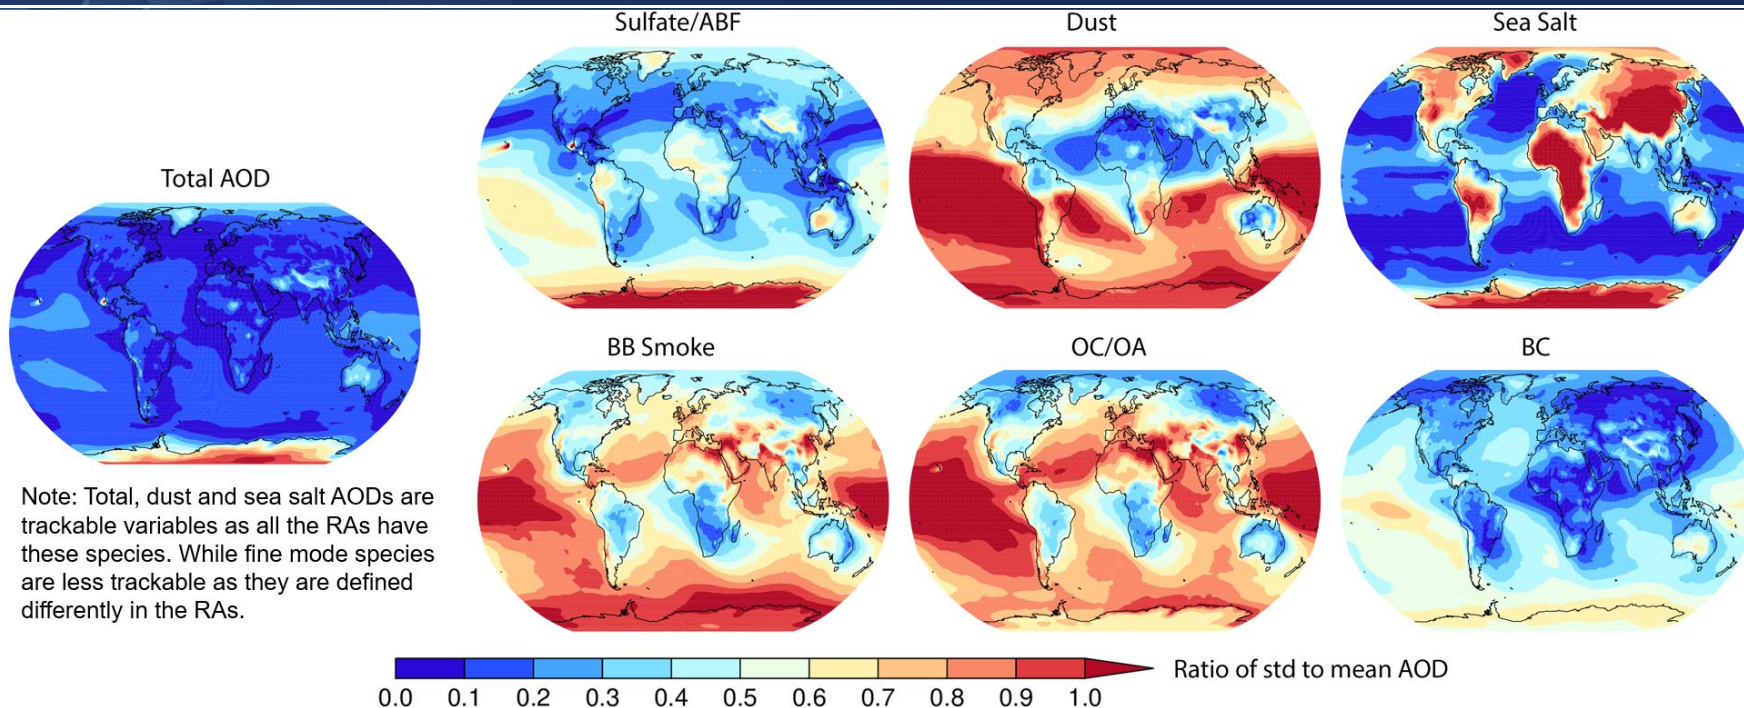 Sulfate/ABF
Dust
Sea Salt
Total AOD
BB Smoke
OC/OA
BC
Note: Total, dust and sea salt AODs are
trackable variables as all the RAs have
these species. While fine mode species
are less trackable as they are defined
differently in the RAs.
0.0 0.1 0.2 0.3 0.4 0.5 0.6 0.7 0.8 0.9 1.0
Ratio of std to mean AOD